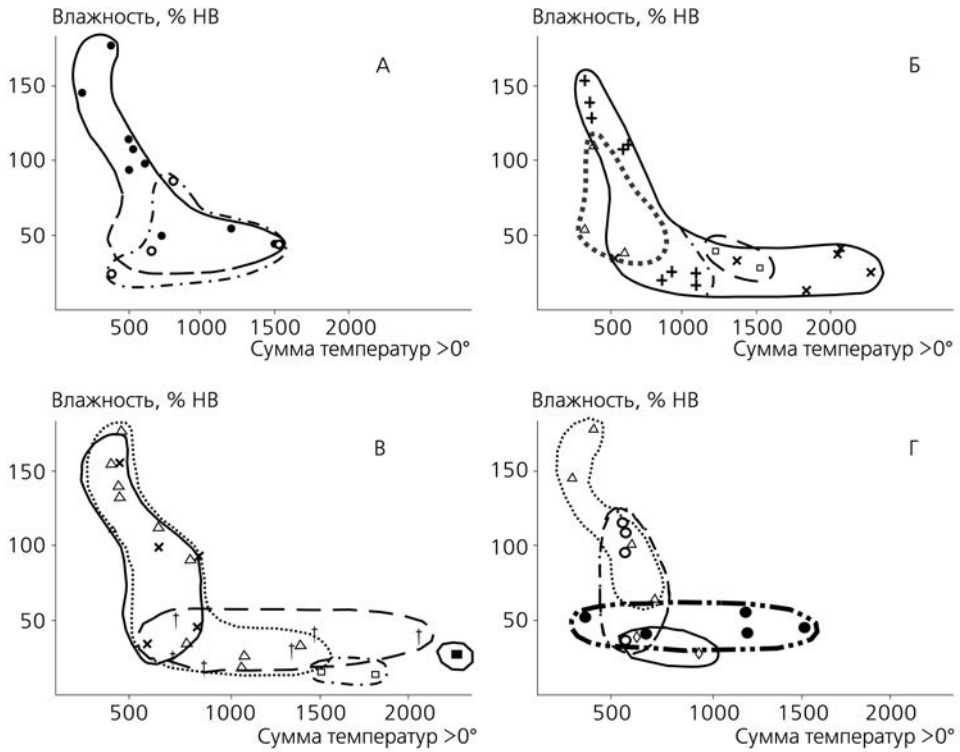 Влажность, % НВ
А
150
100
50
500 1000 1500 2000
Сумма температур >0°
Влажность, % НВ
Б
150
100
50
500 1000 1500 2000
Сумма температур >0°
Влажность, % НВ
В
150
100
50
500 1000 1500 2000
Сумма температур >0°
Влажность, % НВ
Г
150
100
50
500 1000 1500 2000
Сумма температур >0°